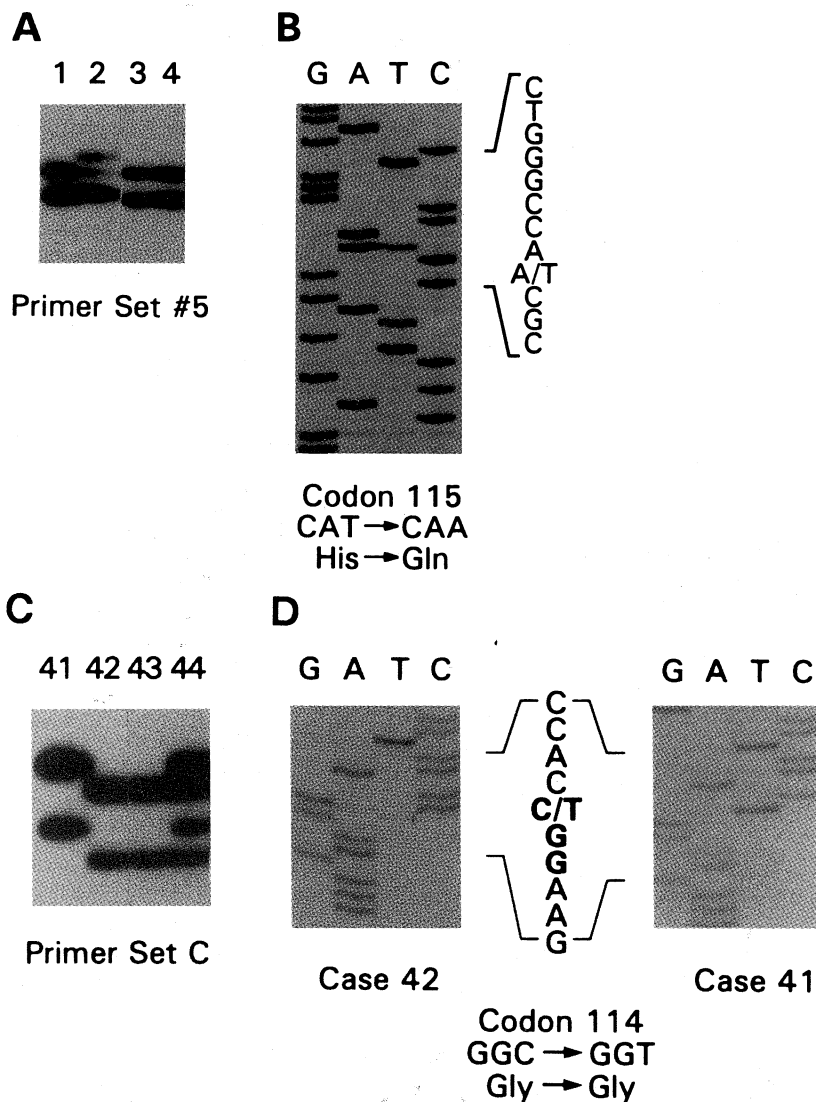 A
1 2 3 4
Primer Set #5
B
G A T C
C
T
G
G
G
C
C
A
A/T
C
G
C
Codon 115
CAT→CAA
His→Gln
C
41 42 43 44
Primer Set C
D
G A T C
C
C
A
C
C/T
G
G
A
A
G
G A T C
Case 42
Case 41
Codon 114
GGC → GGT
Gly → Gly